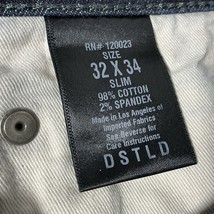 RN# 120023
SIZE
32 X 34
SLIM
98% COTTON
2% SPANDEX
Made in Los Angeles of
Imported Fabrics
See Reverse for
Care Instructions
DSTLD